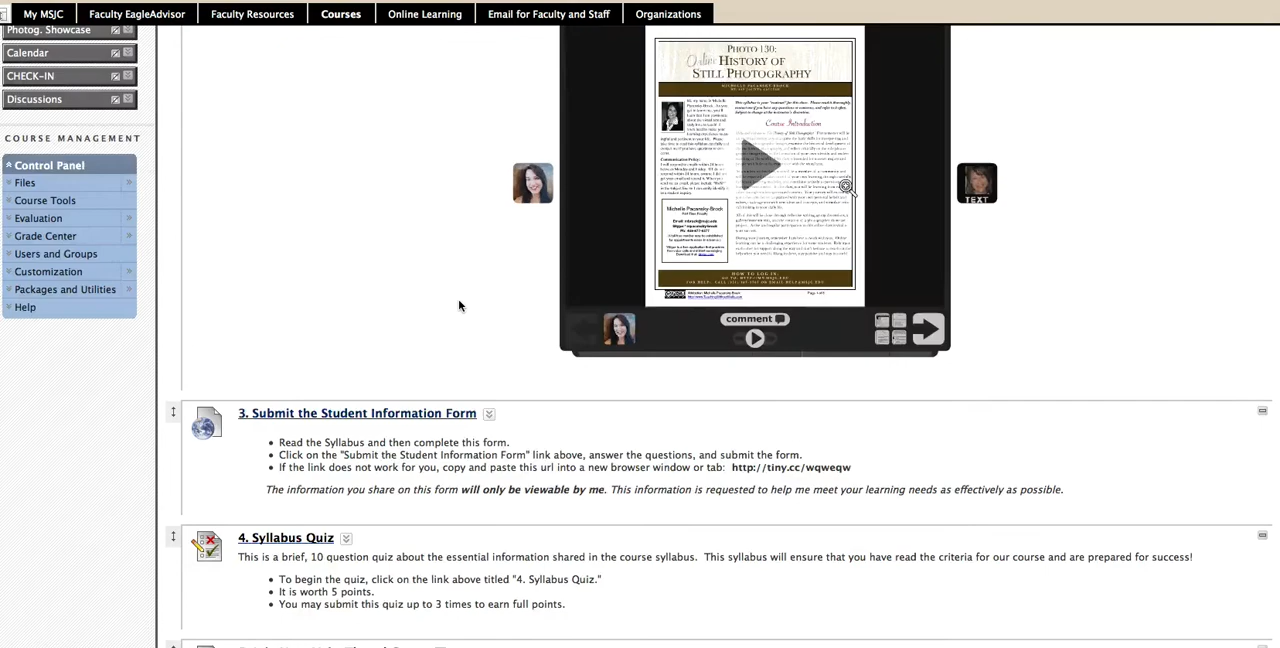 My MSJC
Faculty EagleAdvisor
Faculty Resources
Courses
Online Learning
Email for Faculty and Staff
Organizations
Photog. Showcase
Calendar
CHECK-IN
Discussions
COURSE MANAGEMENT
Control Panel
Files
Course Tools
Evaluation
Grade Center
Users and Groups
Customization
Packages and Utilities
Help
PHOTO 130:
Online HISTORY OF
STILL PHOTOGRAPHY
Course Introduction
Communication Policy:
Michelle Pacansky-Brock
HOW TO LOG IN:
TEXT
comment
3. Submit the Student Information Form
• Read the Syllabus and then complete this form.
• Click on the "Submit the Student Information Form" link above, answer the questions, and submit the form.
• If the link does not work for you, copy and paste this url into a new browser window or tab: http://tiny.cc/wqweqw
The information you share on this form will only be viewable by me. This information is requested to help me meet your learning needs as effectively as possible.
4. Syllabus Quiz
This is a brief, 10 question quiz about the essential information shared in the course syllabus. This syllabus will ensure that you have read the criteria for our course and are prepared for success!
• To begin the quiz, click on the link above titled "4. Syllabus Quiz."
• It is worth 5 points.
• You may submit this quiz up to 3 times to earn full points.